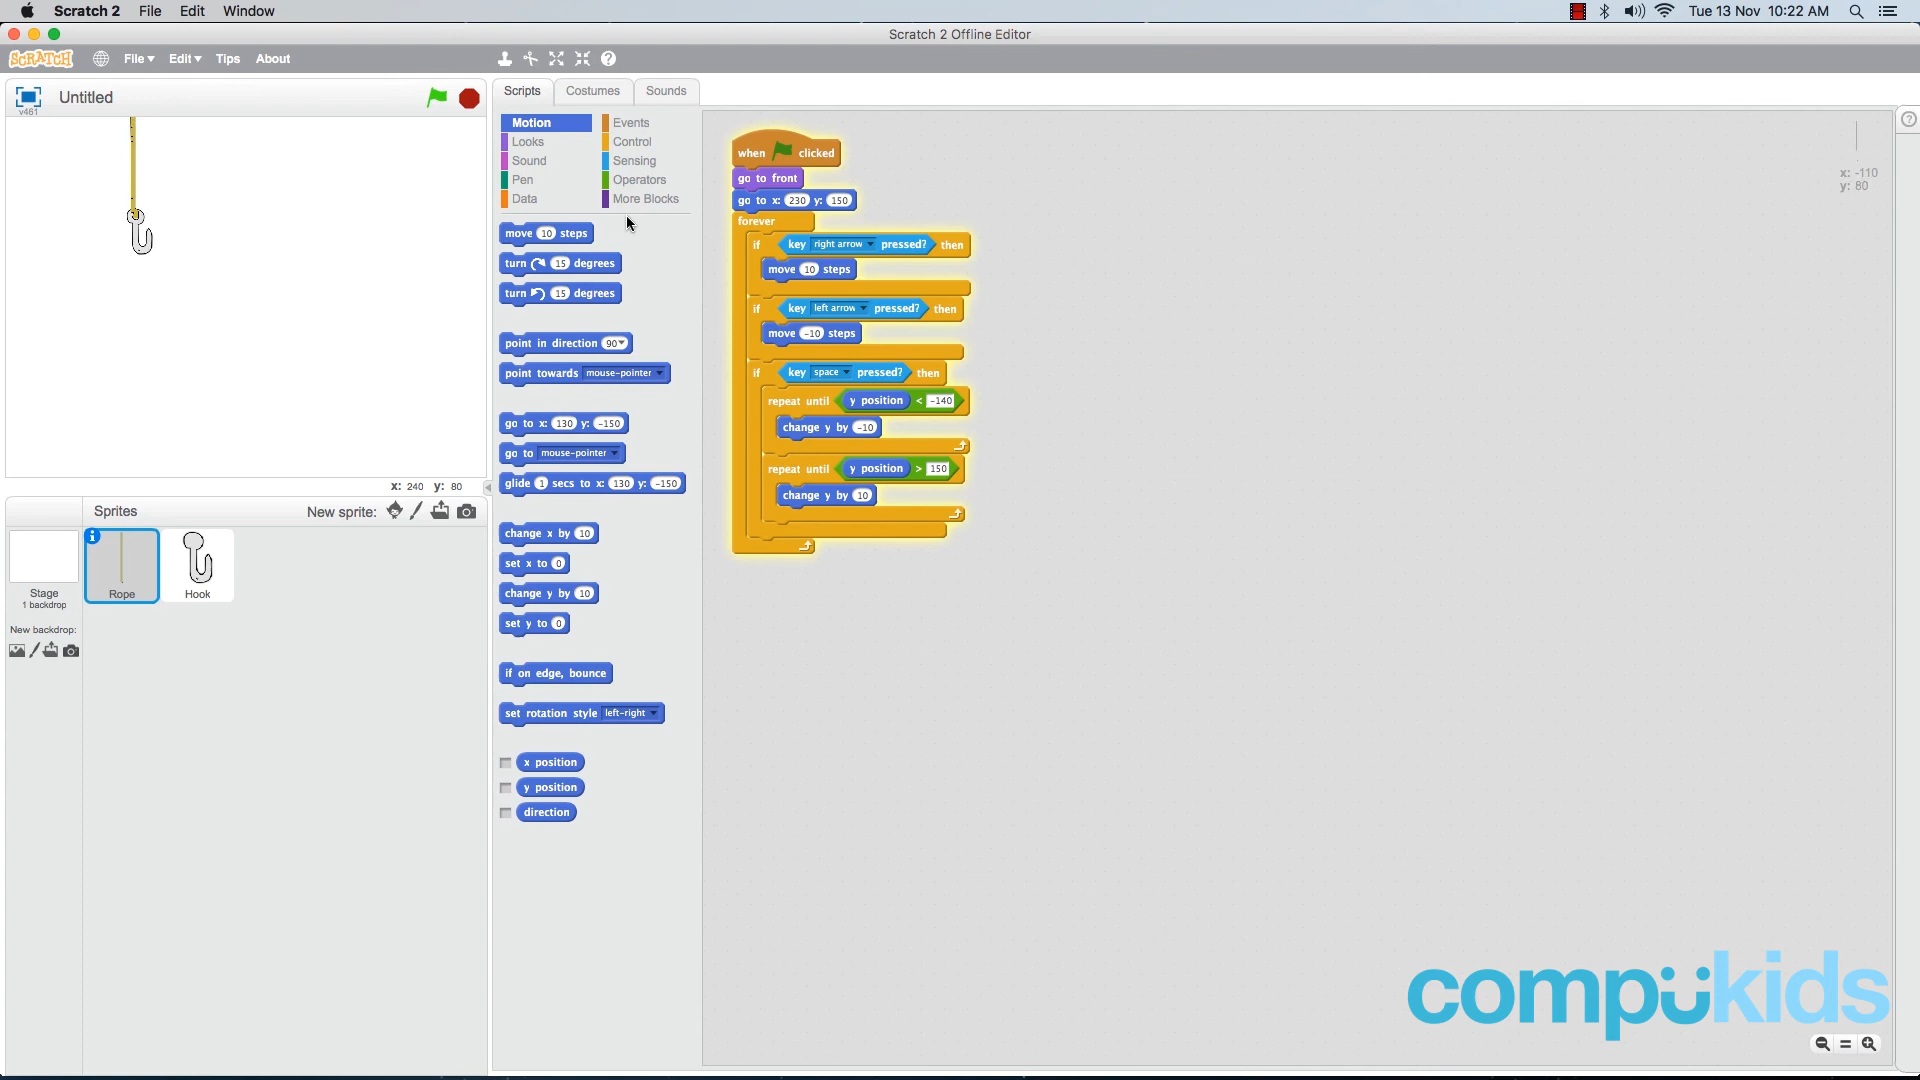 Scratch 2 File Edit Window Tue 13 Nov 10:22 AM
Scratch 2 Offline Editor
SCRATCH File Edit Tips About
Untitled
v461
Scripts Costumes Sounds
Motion Events
Looks Control
Sound Sensing
Pen Operators
Data More Blocks
move 10 steps
turn 15 degrees
turn 15 degrees
point in direction 90
point towards mouse-pointer
go to x: 130 y: -150
go to mouse-pointer
glide 1 secs to x: 130 y: -150
change x by 10
set x to 0
change y by 10
set y to 0
if on edge, bounce
set rotation style left-right
x position
y position
direction
when clicked
go to front
go to x: 230 y: 150
forever
if key right arrow pressed? then
move 10 steps
if key left arrow pressed? then
move -10 steps
if key space pressed? then
repeat until y position < -140
change y by -10
repeat until y position > 150
change y by 10
x: -110
y: 80
x: 240 y: 80
Sprites New sprite:
Stage
1 backdrop
New backdrop:
Rope
Hook
compükids